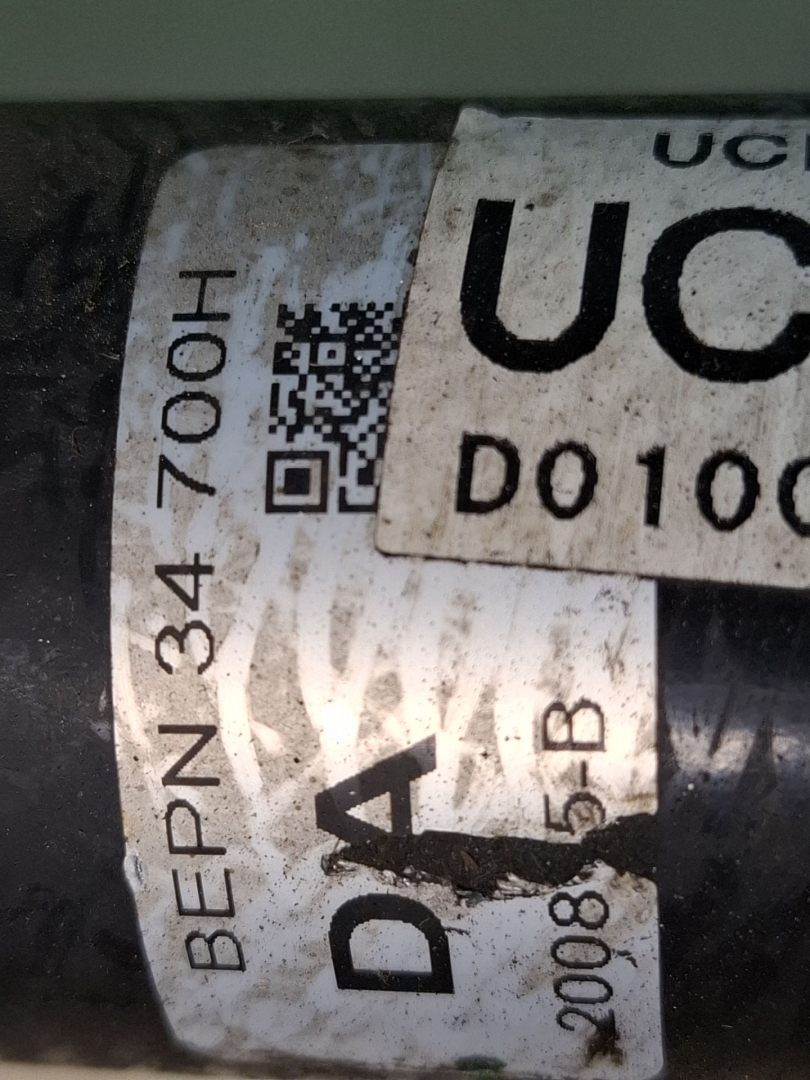 BEPN 34 700H
DA
2008 5-B
UC
UC
D010